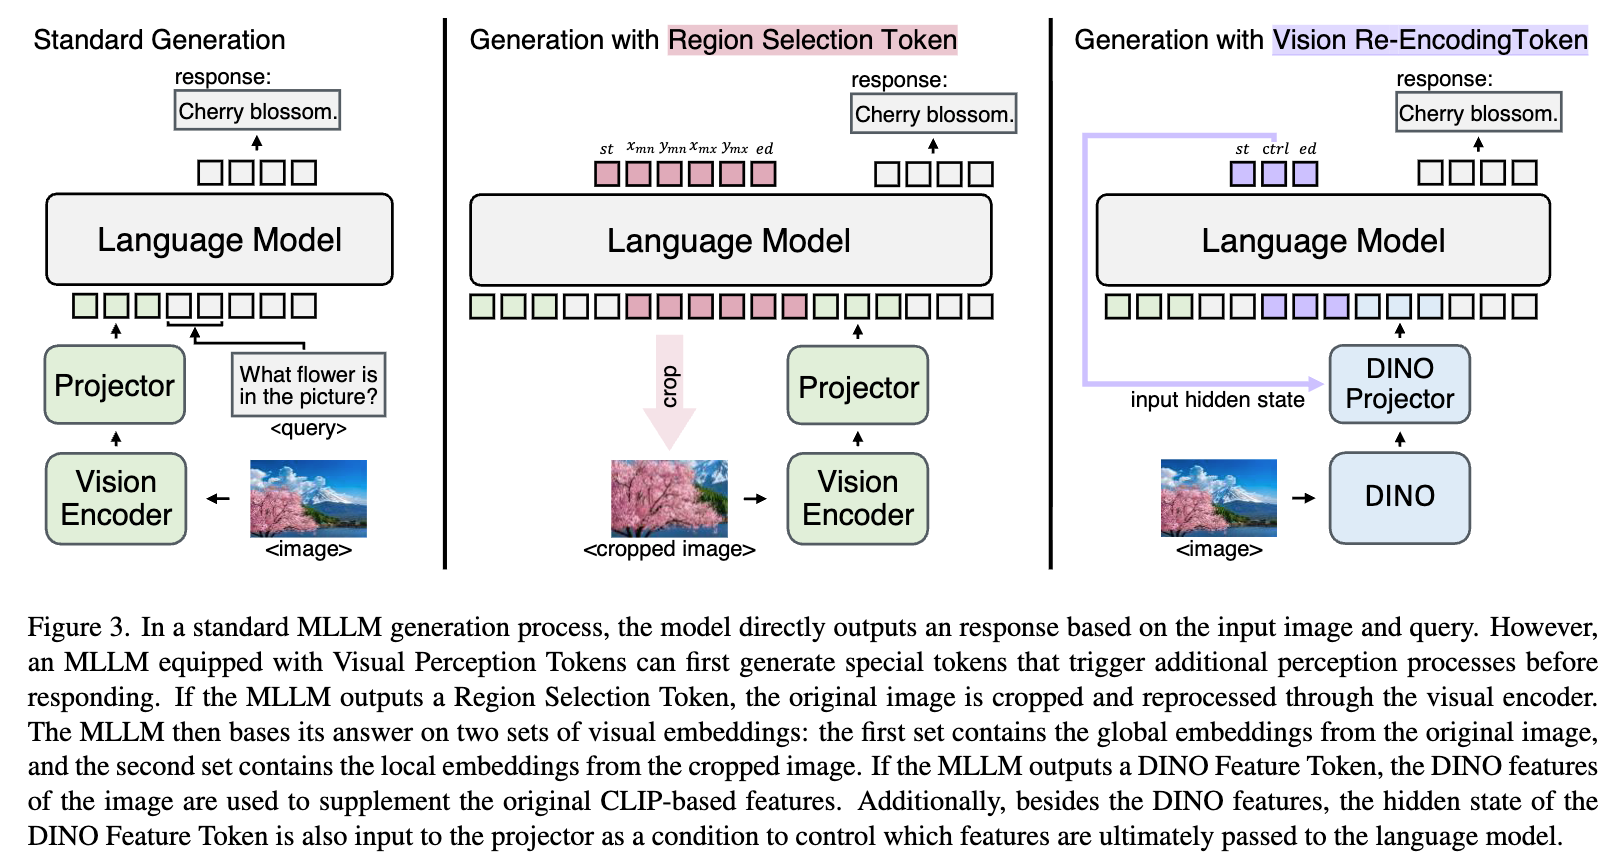 Standard Generation
response:
Cherry blossom.
Language Model
Projector
What flower is
in the picture?
<query>
Vision
Encoder
<image>
Generation with Region Selection Token
response:
Cherry blossom.
st x_mn y_mn x_mx y_mx ed
Language Model
crop
Projector
<cropped image>
Vision
Encoder
Generation with Vision Re-EncodingToken
response:
Cherry blossom.
st ctrl ed
Language Model
input hidden state
DINO
Projector
<image>
DINO
Figure 3. In a standard MLLM generation process, the model directly outputs an response based on the input image and query. However,
an MLLM equipped with Visual Perception Tokens can first generate special tokens that trigger additional perception processes before
responding. If the MLLM outputs a Region Selection Token, the original image is cropped and reprocessed through the visual encoder.
The MLLM then bases its answer on two sets of visual embeddings: the first set contains the global embeddings from the original image,
and the second set contains the local embeddings from the cropped image. If the MLLM outputs a DINO Feature Token, the DINO features
of the image are used to supplement the original CLIP-based features. Additionally, besides the DINO features, the hidden state of the
DINO Feature Token is also input to the projector as a condition to control which features are ultimately passed to the language model.